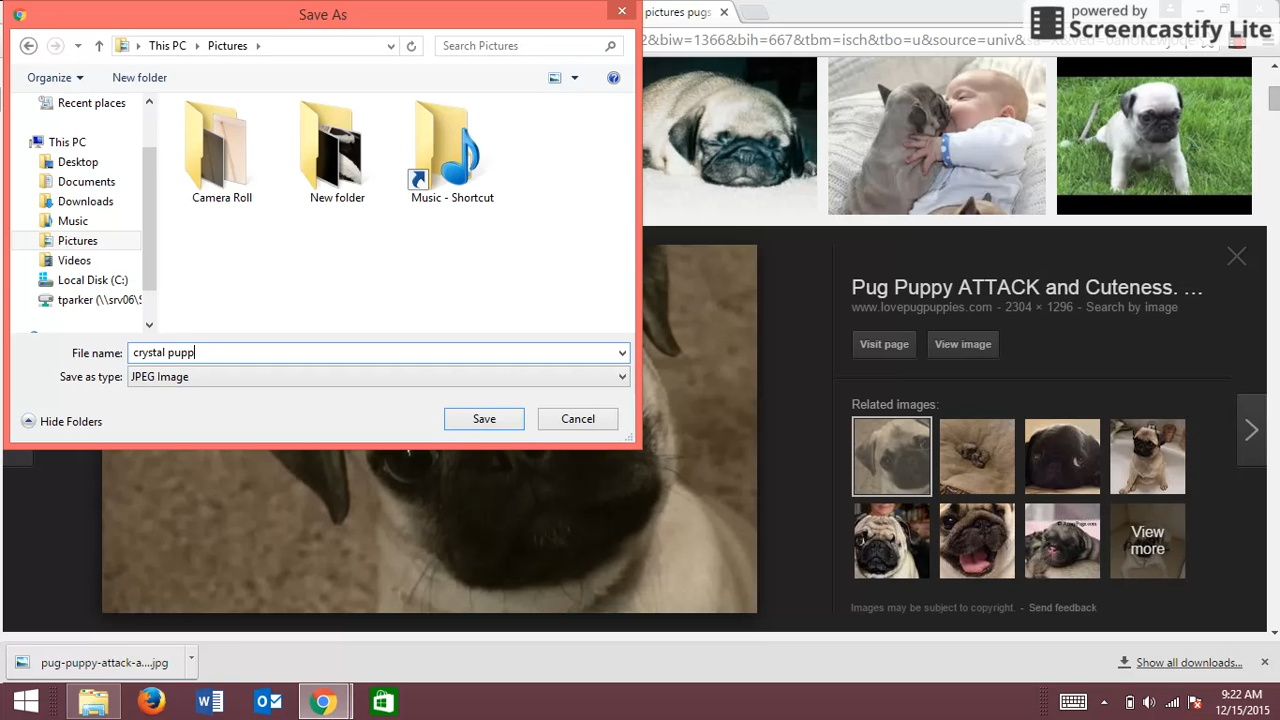 Save As
pictures pugs
powered by
Screencastify Lite
This PC
Pictures
Search Pictures
2&biw=1366&bih=667&tbm=isch&tbo=u&source=univ&
Organize
New folder
Recent places
This PC
Desktop
Documents
Downloads
Music
Pictures
Videos
Local Disk (C:)
tparker (\\srv06\
Camera Roll
New folder
Music - Shortcut
File name: crystal pupp
Save as type: JPEG Image
Hide Folders
Save
Cancel
Pug Puppy ATTACK and Cuteness. ...
www.lovepugpuppies.com - 2304 × 1296 - Search by image
Visit page
View image
Related images:
View more
Images may be subject to copyright. - Send feedback
pug-puppy-attack-a....jpg
Show all downloads...
9:22 AM
12/15/2015